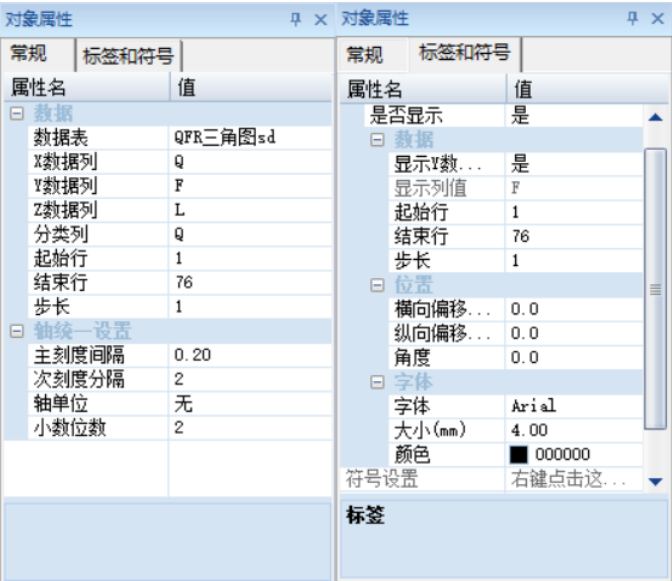 对象属性
常规 标签和符号
属性名 值
数据
数据表 QFR三角图sd
X数据列 Q
Y数据列 F
Z数据列 L
分类列 Q
起始行 1
结束行 76
步长 1
轴统一设置
主刻度间隔 0.20
次刻度分隔 2
轴单位 无
小数位数 2
对象属性
常规 标签和符号
属性名 值
是否显示 是
数据
显示Y数... 是
显示列值 F
起始行 1
结束行 76
步长 1
位置
横向偏移... 0.0
纵向偏移... 0.0
角度 0.0
字体
字体 Arial
大小(mm) 4.00
颜色 000000
符号设置 右键点击这...
标签